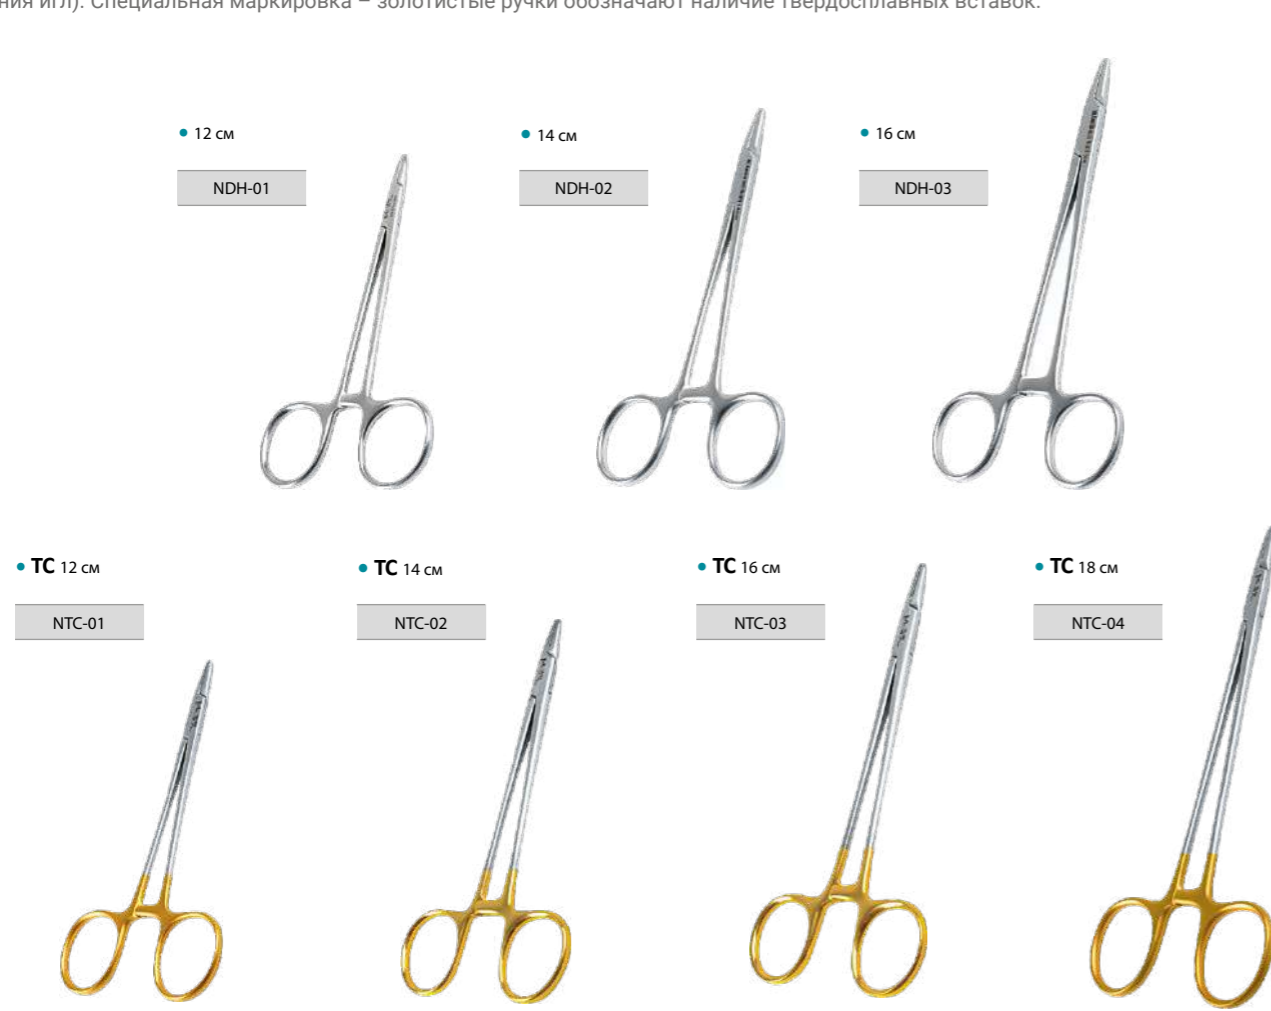 ния игл). Специальная маркировка – золотистые ручки обозначают наличие твердосплавных вставок.
• 12 см
• 14 см
• 16 см
NDH-01
NDH-02
NDH-03
• TC 12 см
• TC 14 см
• TC 16 см
• TC 18 см
NTC-01
NTC-02
NTC-03
NTC-04